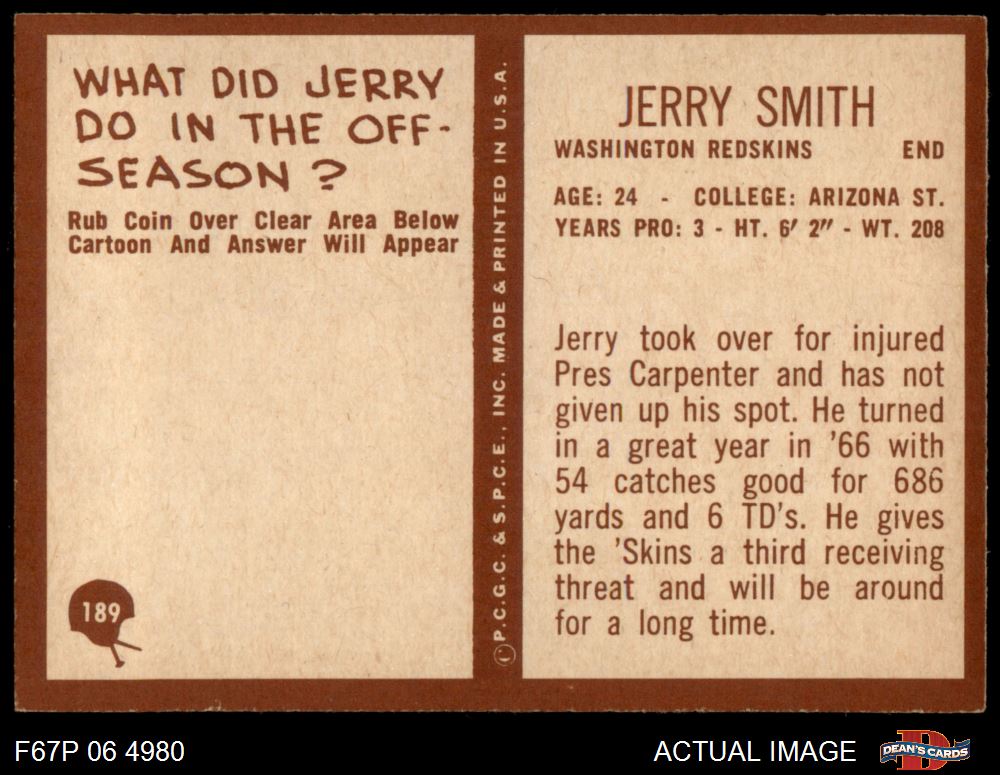 WHAT DID JERRY
DO IN THE OFF-
SEASON ?
Rub Coin Over Clear Area Below
Cartoon And Answer Will Appear
189
©P.C.G.C. & S.P.C.E., INC. MADE & PRINTED IN U.S.A.
JERRY SMITH
WASHINGTON REDSKINS END
AGE: 24 - COLLEGE: ARIZONA ST.
YEARS PRO: 3 - HT. 6′ 2″ - WT. 208
Jerry took over for injured
Pres Carpenter and has not
given up his spot. He turned
in a great year in '66 with
54 catches good for 686
yards and 6 TD's. He gives
the 'Skins a third receiving
threat and will be around
for a long time.
F67P 06 4980
ACTUAL IMAGE
D
DEAN'S CARDS